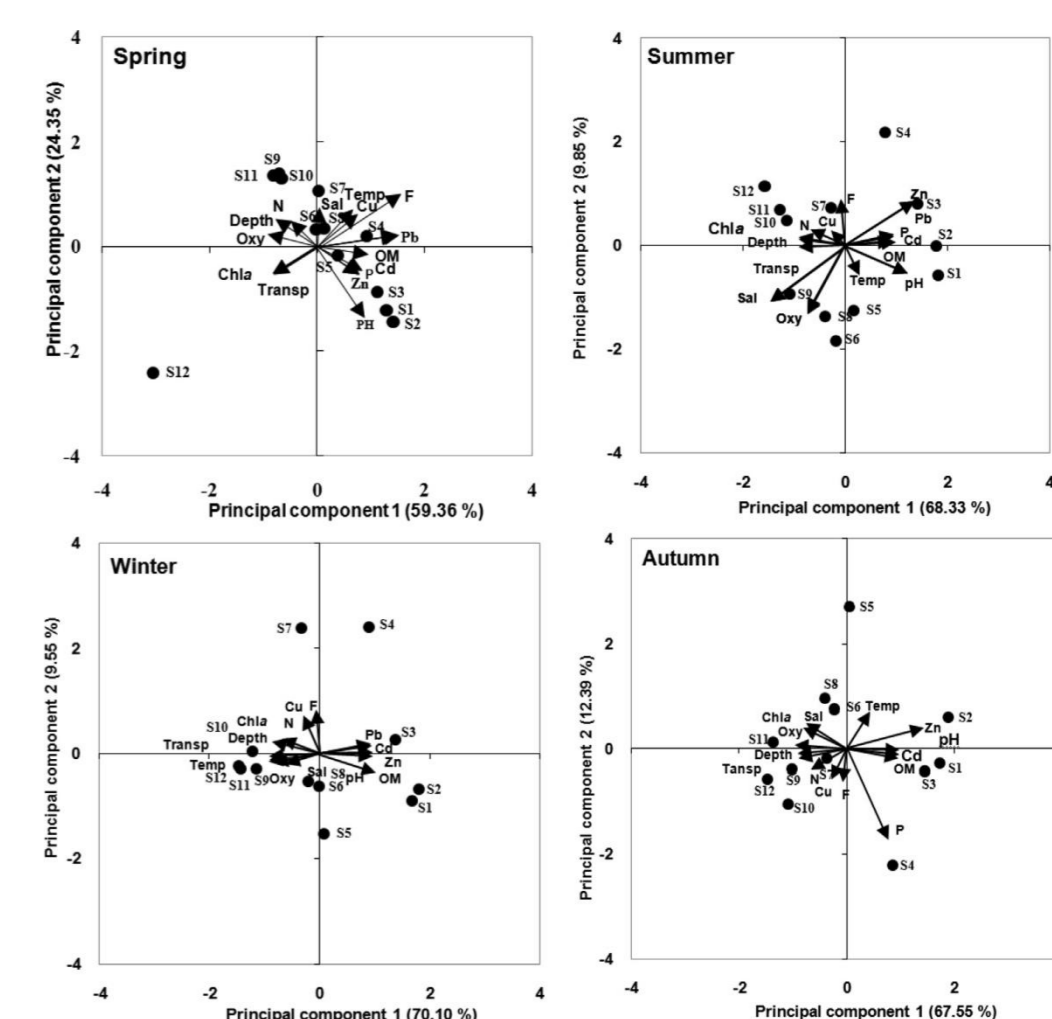 Spring
Principal component 2 (24.35 %)
4
2
0
-2
-4
S9
S11
S10
S7
Sal
Temp
F
Cu
N
S6
S8
Depth
Oxy
S4
Pb
S5
OM
P
Cd
Zn
Chla
Transp
S3
S1
PH
S2
S12
-4
-2
0
2
4
Principal component 1 (59.36 %)
Summer
Principal component 2 (9.85 %)
4
2
0
-2
-4
S4
S12
S11
S10
S7
F
Zn
S3
Pb
Cu
N
P
S2
Chla
Depth
Cd
OM
Transp
Temp
pH
S1
Sal
S9
Oxy
S8
S5
S6
-4
-2
0
2
4
Principal component 1 (68.33 %)
Winter
Principal component 2 (9.55 %)
4
2
0
-2
-4
S7
S4
Cu
F
S10
Chla
N
Pb
S3
Transp
Depth
Cd
Zn
Temp
S12
S11
S9
Oxy
Sal
S8
pH
OM
S6
S2
S1
S5
-4
-2
0
2
4
Principal component 1 (70.10 %)
Autumn
Principal component 2 (12.39 %)
4
2
0
-2
-4
S5
S8
S6
Temp
Chla
Sal
Zn
S2
Oxy
S11
pH
Depth
Cd
Tansp
S9
S7
OM
S1
S12
N
S3
Cu
F
S10
P
S4
-4
-2
0
2
Principal component 1 (67.55 %)